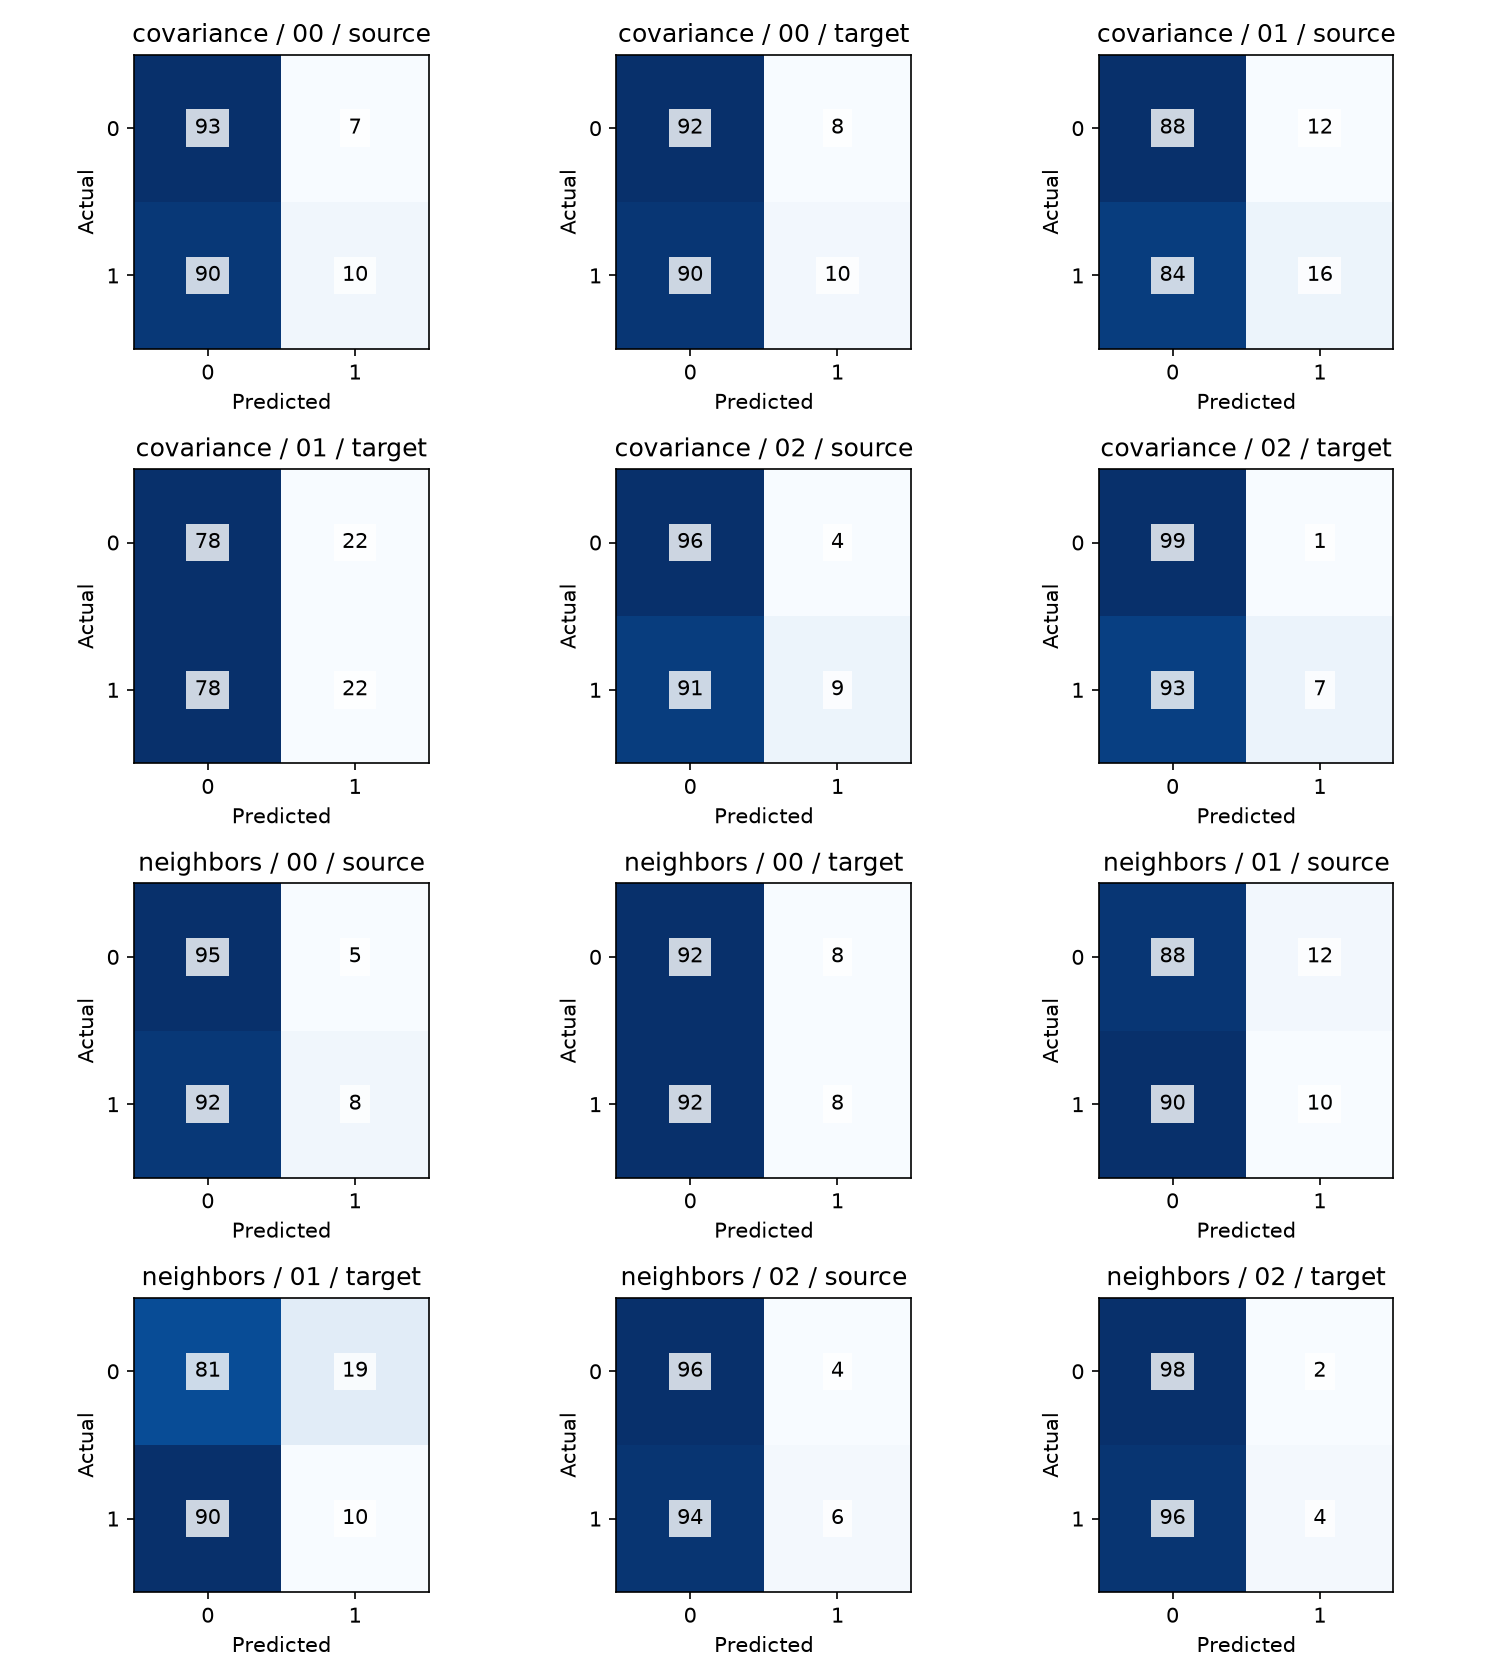 covariance / 00 / source
0
93
7
Actual
1
90
10
0
1
Predicted
covariance / 00 / target
0
92
8
Actual
1
90
10
0
1
Predicted
covariance / 01 / source
0
88
12
Actual
1
84
16
0
1
Predicted
covariance / 01 / target
0
78
22
Actual
1
78
22
0
1
Predicted
covariance / 02 / source
0
96
4
Actual
1
91
9
0
1
Predicted
covariance / 02 / target
0
99
1
Actual
1
93
7
0
1
Predicted
neighbors / 00 / source
0
95
5
Actual
1
92
8
0
1
Predicted
neighbors / 00 / target
0
92
8
Actual
1
92
8
0
1
Predicted
neighbors / 01 / source
0
88
12
Actual
1
90
10
0
1
Predicted
neighbors / 01 / target
0
81
19
Actual
1
90
10
0
1
Predicted
neighbors / 02 / source
0
96
4
Actual
1
94
6
0
1
Predicted
neighbors / 02 / target
0
98
2
Actual
1
96
4
0
1
Predicted